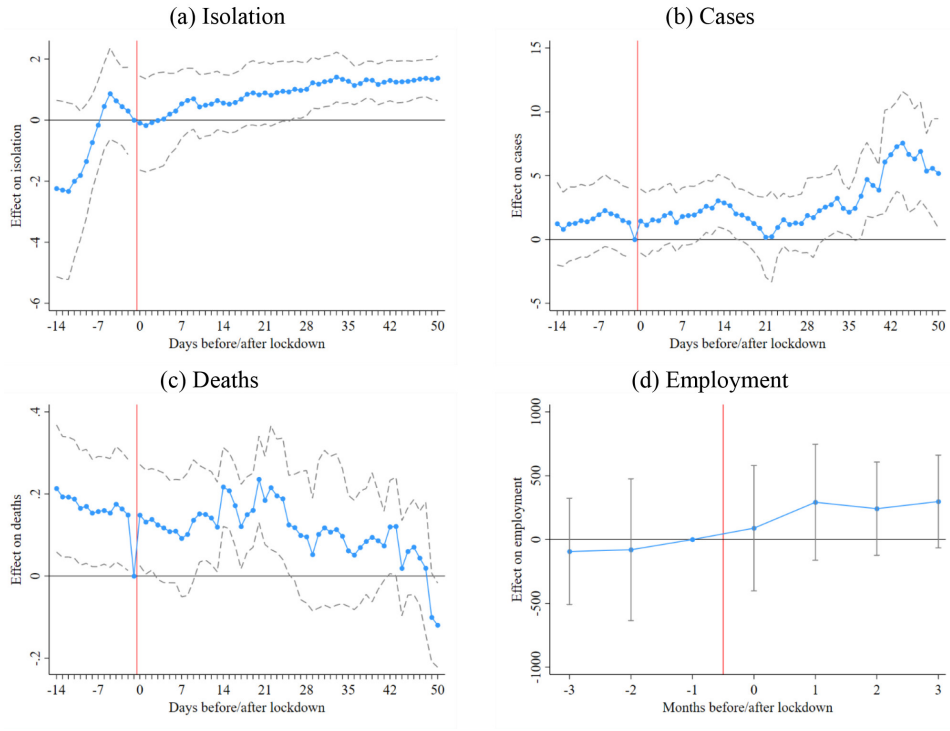 (a) Isolation
Effect on isolation
2
0
-2
-4
-6
-14 -7 0 7 14 21 28 35 42 50
Days before/after lockdown
(b) Cases
Effect on cases
15
10
5
0
-5
-14 -7 0 7 14 21 28 35 42 50
Days before/after lockdown
(c) Deaths
Effect on deaths
.4
.2
0
-.2
-14 -7 0 7 14 21 28 35 42 50
Days before/after lockdown
(d) Employment
Effect on employment
1000
500
0
-500
-1000
-3 -2 -1 0 1 2 3
Months before/after lockdown